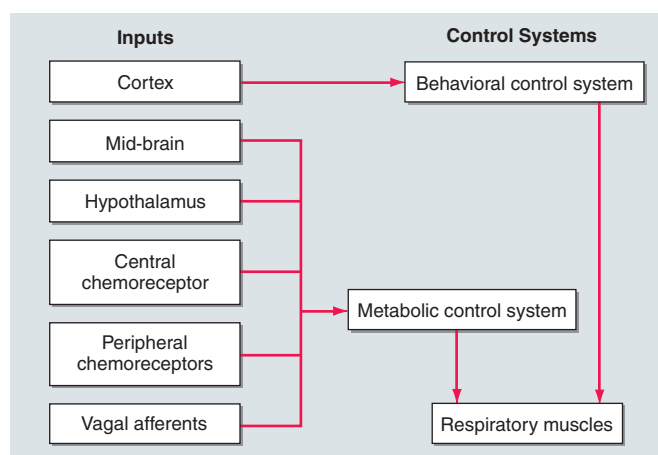 Inputs
Control Systems
Cortex
Behavioral control system
Mid-brain
Hypothalamus
Central
chemoreceptor
Metabolic control system
Peripheral
chemoreceptors
Vagal afferents
Respiratory muscles